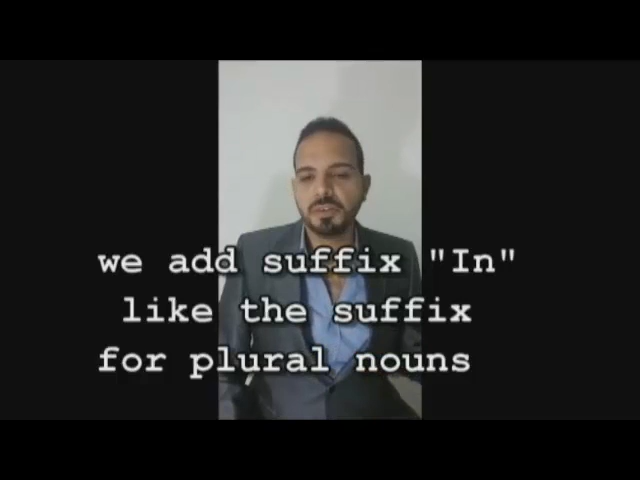 we add suffix "In"
like the suffix
for plural nouns